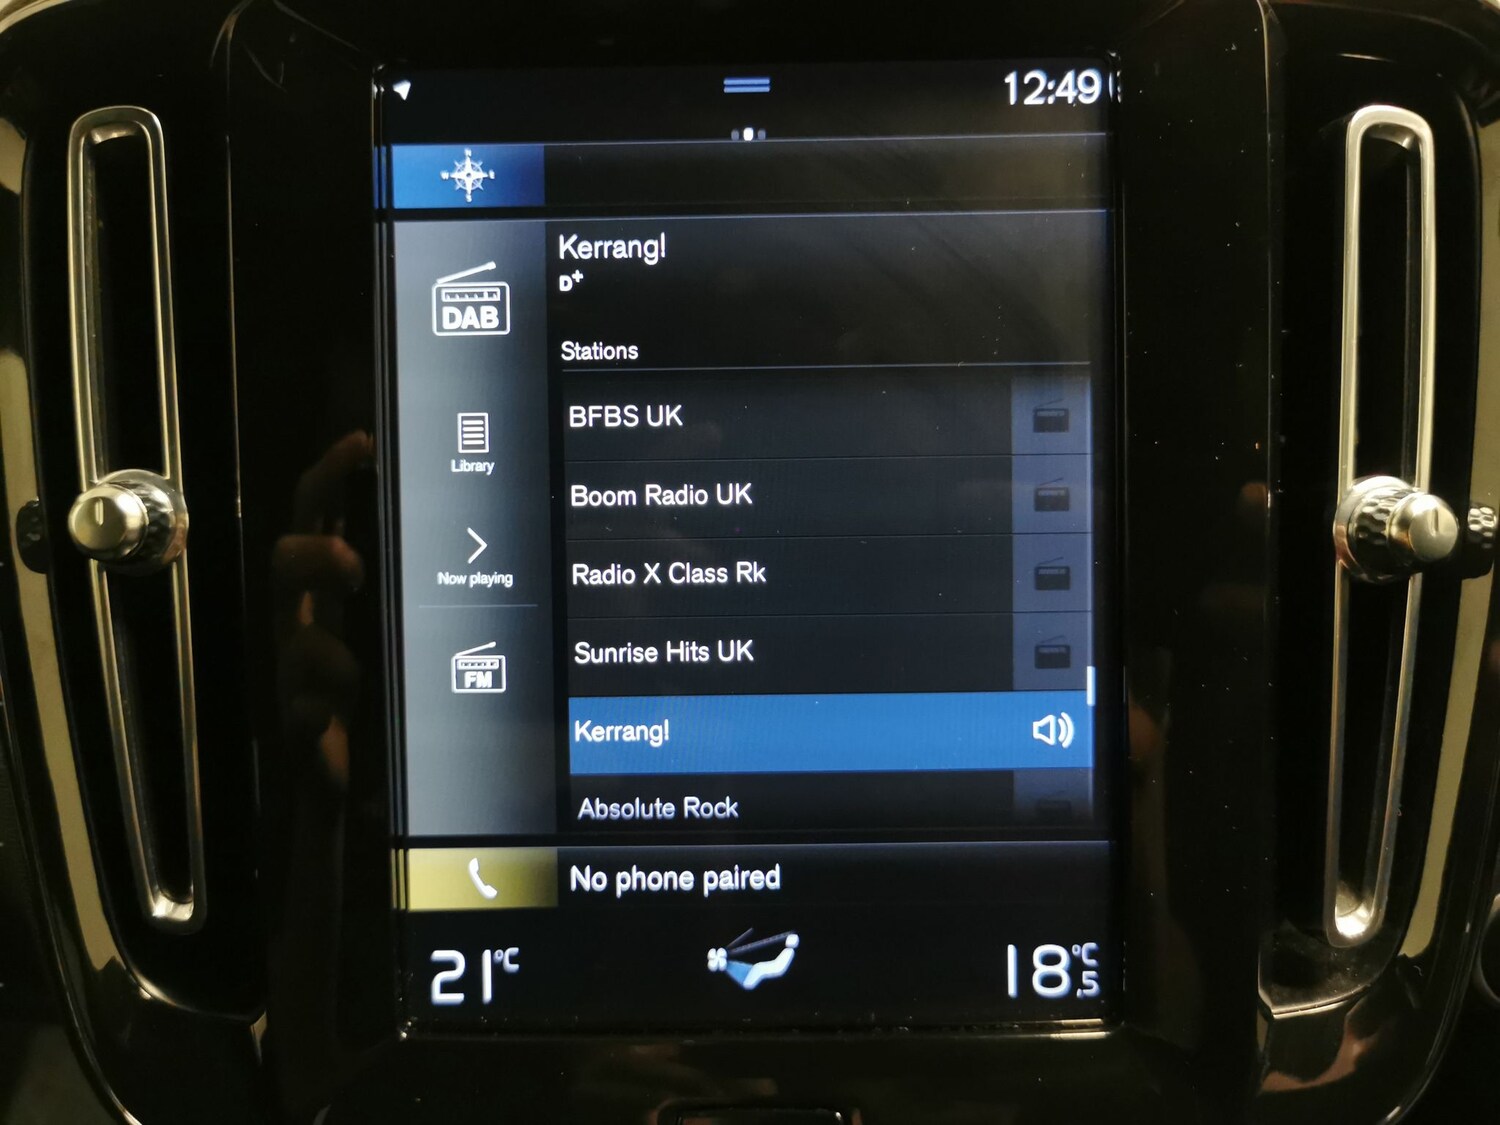 12:49
Kerrang!
D+
DAB
Stations
BFBS UK
Library
Boom Radio UK
Now playing
Radio X Class Rk
FM
Sunrise Hits UK
Kerrang!
Absolute Rock
No phone paired
21°C
18.5°C